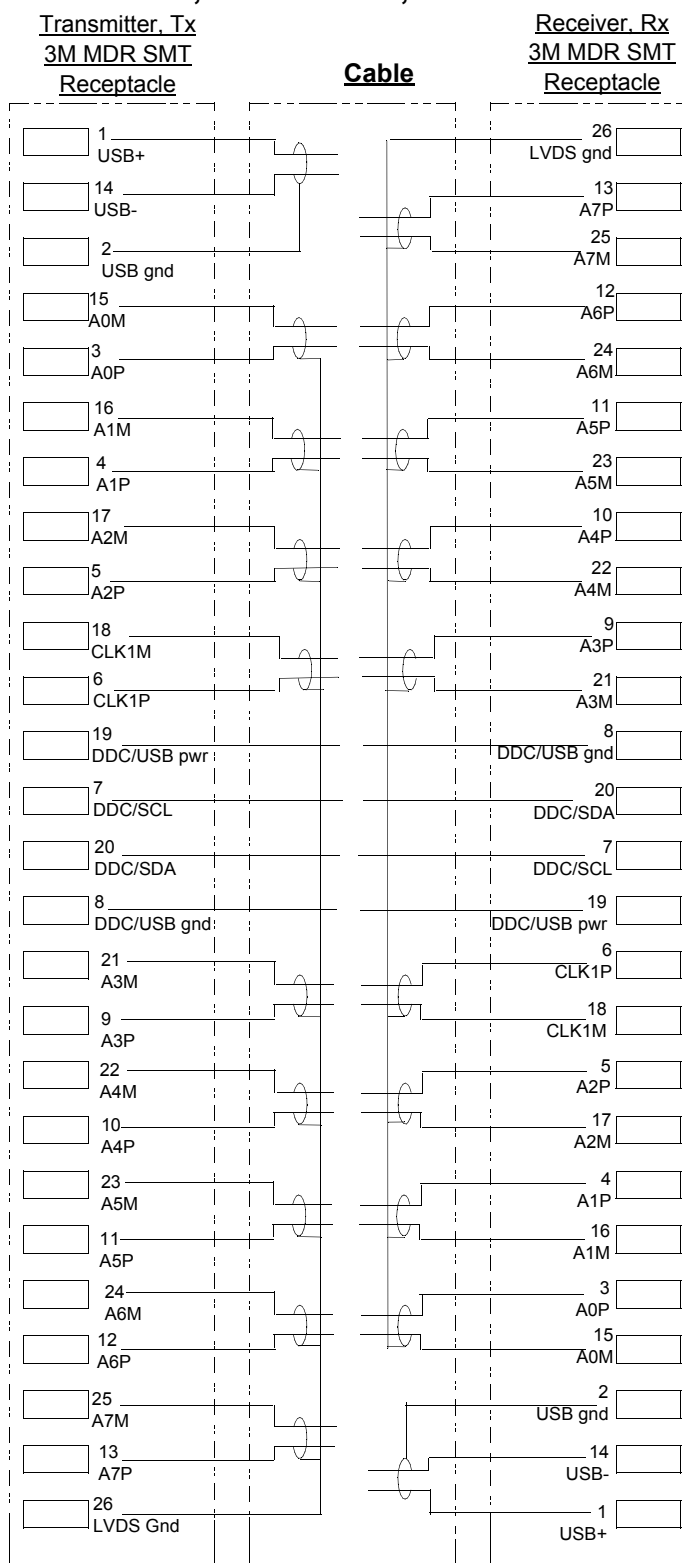 Transmitter, Tx
3M MDR SMT
Receptacle
Cable
Receiver, Rx
3M MDR SMT
Receptacle
1
USB+
14
USB-
2
USB gnd
15
A0M
3
A0P
16
A1M
4
A1P
17
A2M
5
A2P
18
CLK1M
6
CLK1P
19
DDC/USB pwr
7
DDC/SCL
20
DDC/SDA
8
DDC/USB gnd
21
A3M
9
A3P
22
A4M
10
A4P
23
A5M
11
A5P
24
A6M
12
A6P
25
A7M
13
A7P
26
LVDS Gnd
26
LVDS gnd
13
A7P
25
A7M
12
A6P
24
A6M
11
A5P
23
A5M
10
A4P
22
A4M
9
A3P
21
A3M
8
DDC/USB gnd
20
DDC/SDA
7
DDC/SCL
19
DDC/USB pwr
6
CLK1P
18
CLK1M
5
A2P
17
A2M
4
A1P
16
A1M
3
A0P
15
A0M
2
USB gnd
14
USB-
1
USB+